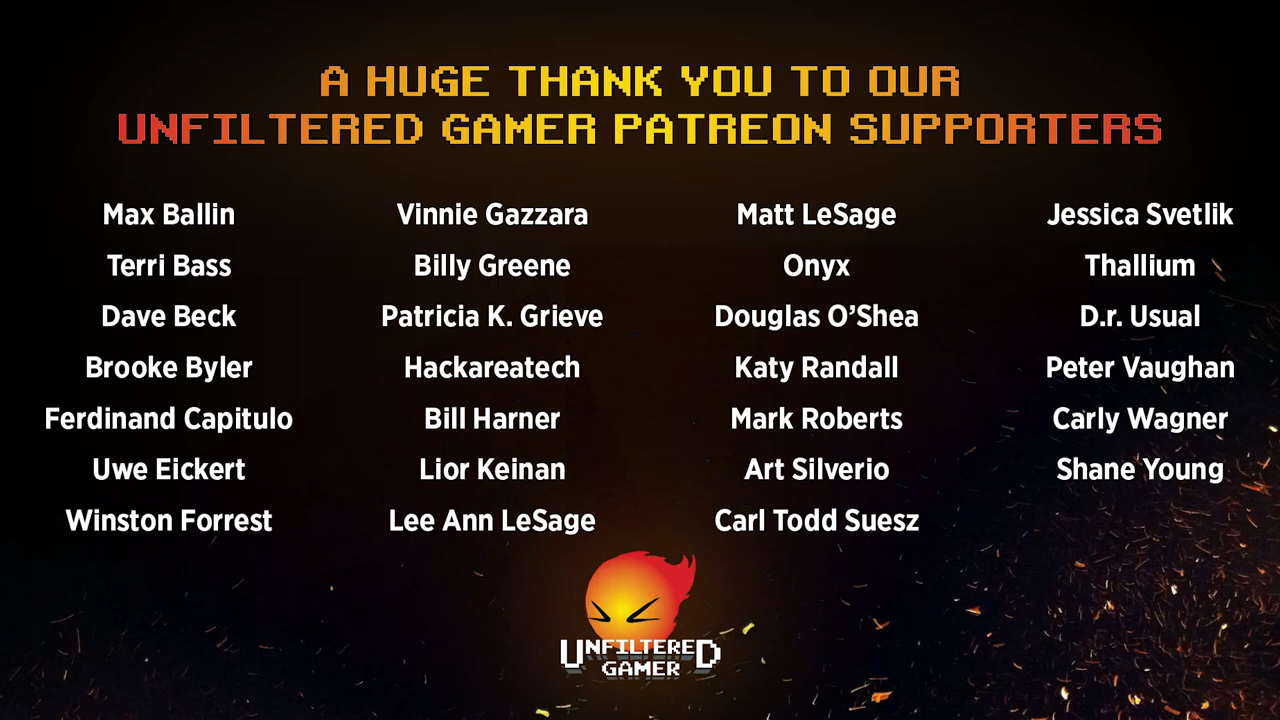 A HUGE THANK YOU TO OUR
UNFILTERED GAMER PATREON SUPPORTERS
Max Ballin
Terri Bass
Dave Beck
Brooke Byler
Ferdinand Capitulo
Uwe Eickert
Winston Forrest
Vinnie Gazzara
Billy Greene
Patricia K. Grieve
Hackareatech
Bill Harner
Lior Keinan
Lee Ann LeSage
Matt LeSage
Onyx
Douglas O’Shea
Katy Randall
Mark Roberts
Art Silverio
Carl Todd Suesz
Jessica Svetlik
Thallium
D.r. Usual
Peter Vaughan
Carly Wagner
Shane Young
UNFILTERED
GAMER